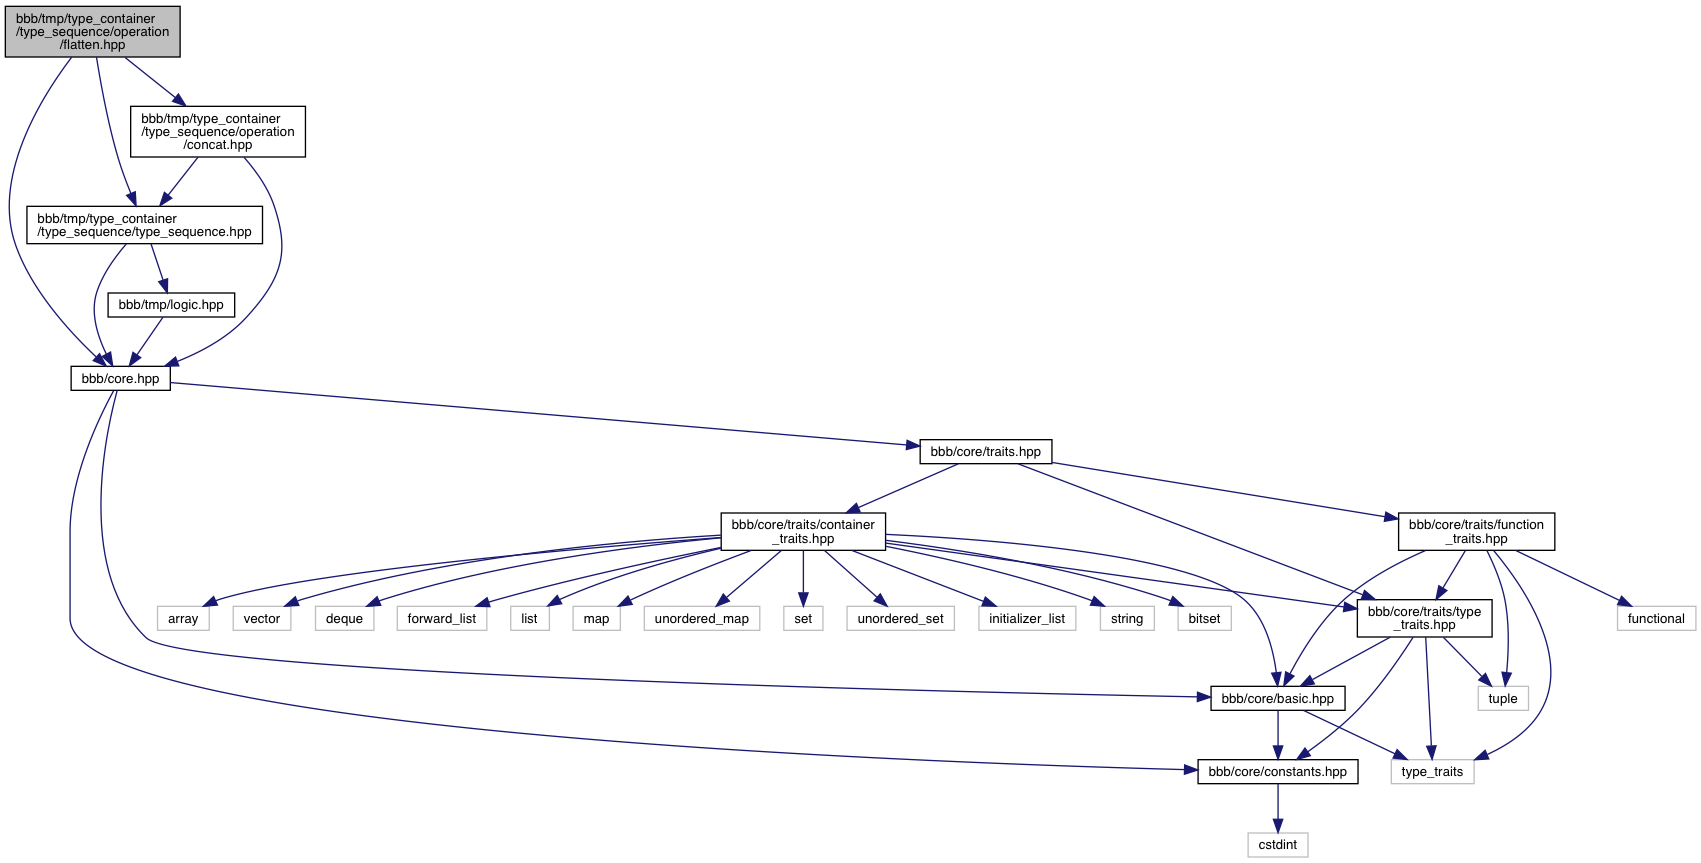 bbb/tmp/type_container
/type_sequence/operation
/flatten.hpp
bbb/tmp/type_container
/type_sequence/operation
/concat.hpp
bbb/tmp/type_container
/type_sequence/type_sequence.hpp
bbb/tmp/logic.hpp
bbb/core.hpp
bbb/core/traits.hpp
bbb/core/traits/container
_traits.hpp
bbb/core/traits/function
_traits.hpp
array
vector
deque
forward_list
list
map
unordered_map
set
unordered_set
initializer_list
string
bitset
bbb/core/traits/type
_traits.hpp
functional
bbb/core/basic.hpp
tuple
bbb/core/constants.hpp
type_traits
cstdint